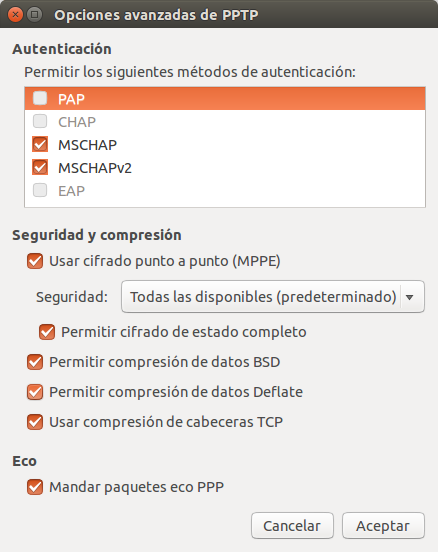 Opciones avanzadas de PPTP
Autenticación
Permitir los siguientes métodos de autenticación:
PAP
CHAP
MSCHAP
MSCHAPv2
EAP
Seguridad y compresión
Usar cifrado punto a punto (MPPE)
Seguridad: Todas las disponibles (predeterminado)
Permitir cifrado de estado completo
Permitir compresión de datos BSD
Permitir compresión de datos Deflate
Usar compresión de cabeceras TCP
Eco
Mandar paquetes eco PPP
Cancelar Aceptar